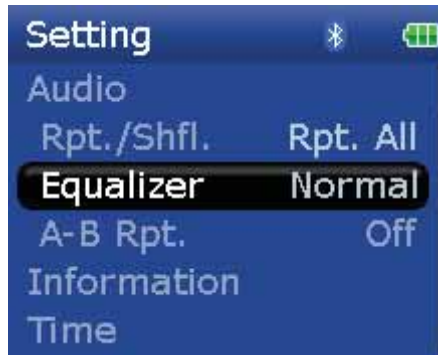 Setting
Audio
Rpt./Shfl. Rpt. All
Equalizer Normal
A-B Rpt. Off
Information
Time